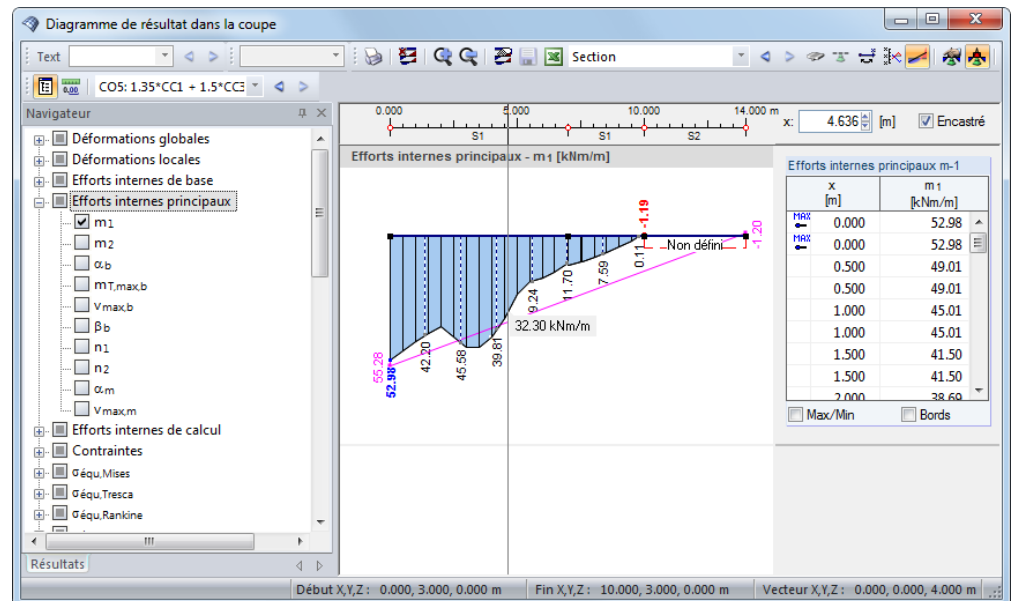 Diagramme de résultat dans la coupe
Text
Section
CO5: 1.35*CC1 + 1.5*CC3
Navigateur
Déformations globales
Déformations locales
Efforts internes de base
Efforts internes principaux
m1
m2
αb
mT,max,b
vmax,b
βb
n1
n2
αm
vmax,m
Efforts internes de calcul
Contraintes
σéqu,Mises
σéqu,Tresca
σéqu,Rankine
Résultats
0.000 5.000 10.000 14.000 m
S1 S1 S2
x: 4.636 [m] Encastré
Efforts internes principaux - m1 [kNm/m]
-1.19
-1.20
Non défini
0.11
7.59
11.70
9.24
32.30 kNm/m
39.81
45.58
42.20
55.28
52.98
Efforts internes principaux m-1
x m1
[m] [kNm/m]
MAX 0.000 52.98
MAX 0.000 52.98
0.500 49.01
0.500 49.01
1.000 45.01
1.000 45.01
1.500 41.50
1.500 41.50
2.000 38.69
Max/Min Bords
Début X,Y,Z : 0.000, 3.000, 0.000 m Fin X,Y,Z : 10.000, 3.000, 0.000 m Vecteur X,Y,Z : 0.000, 0.000, 4.000 m